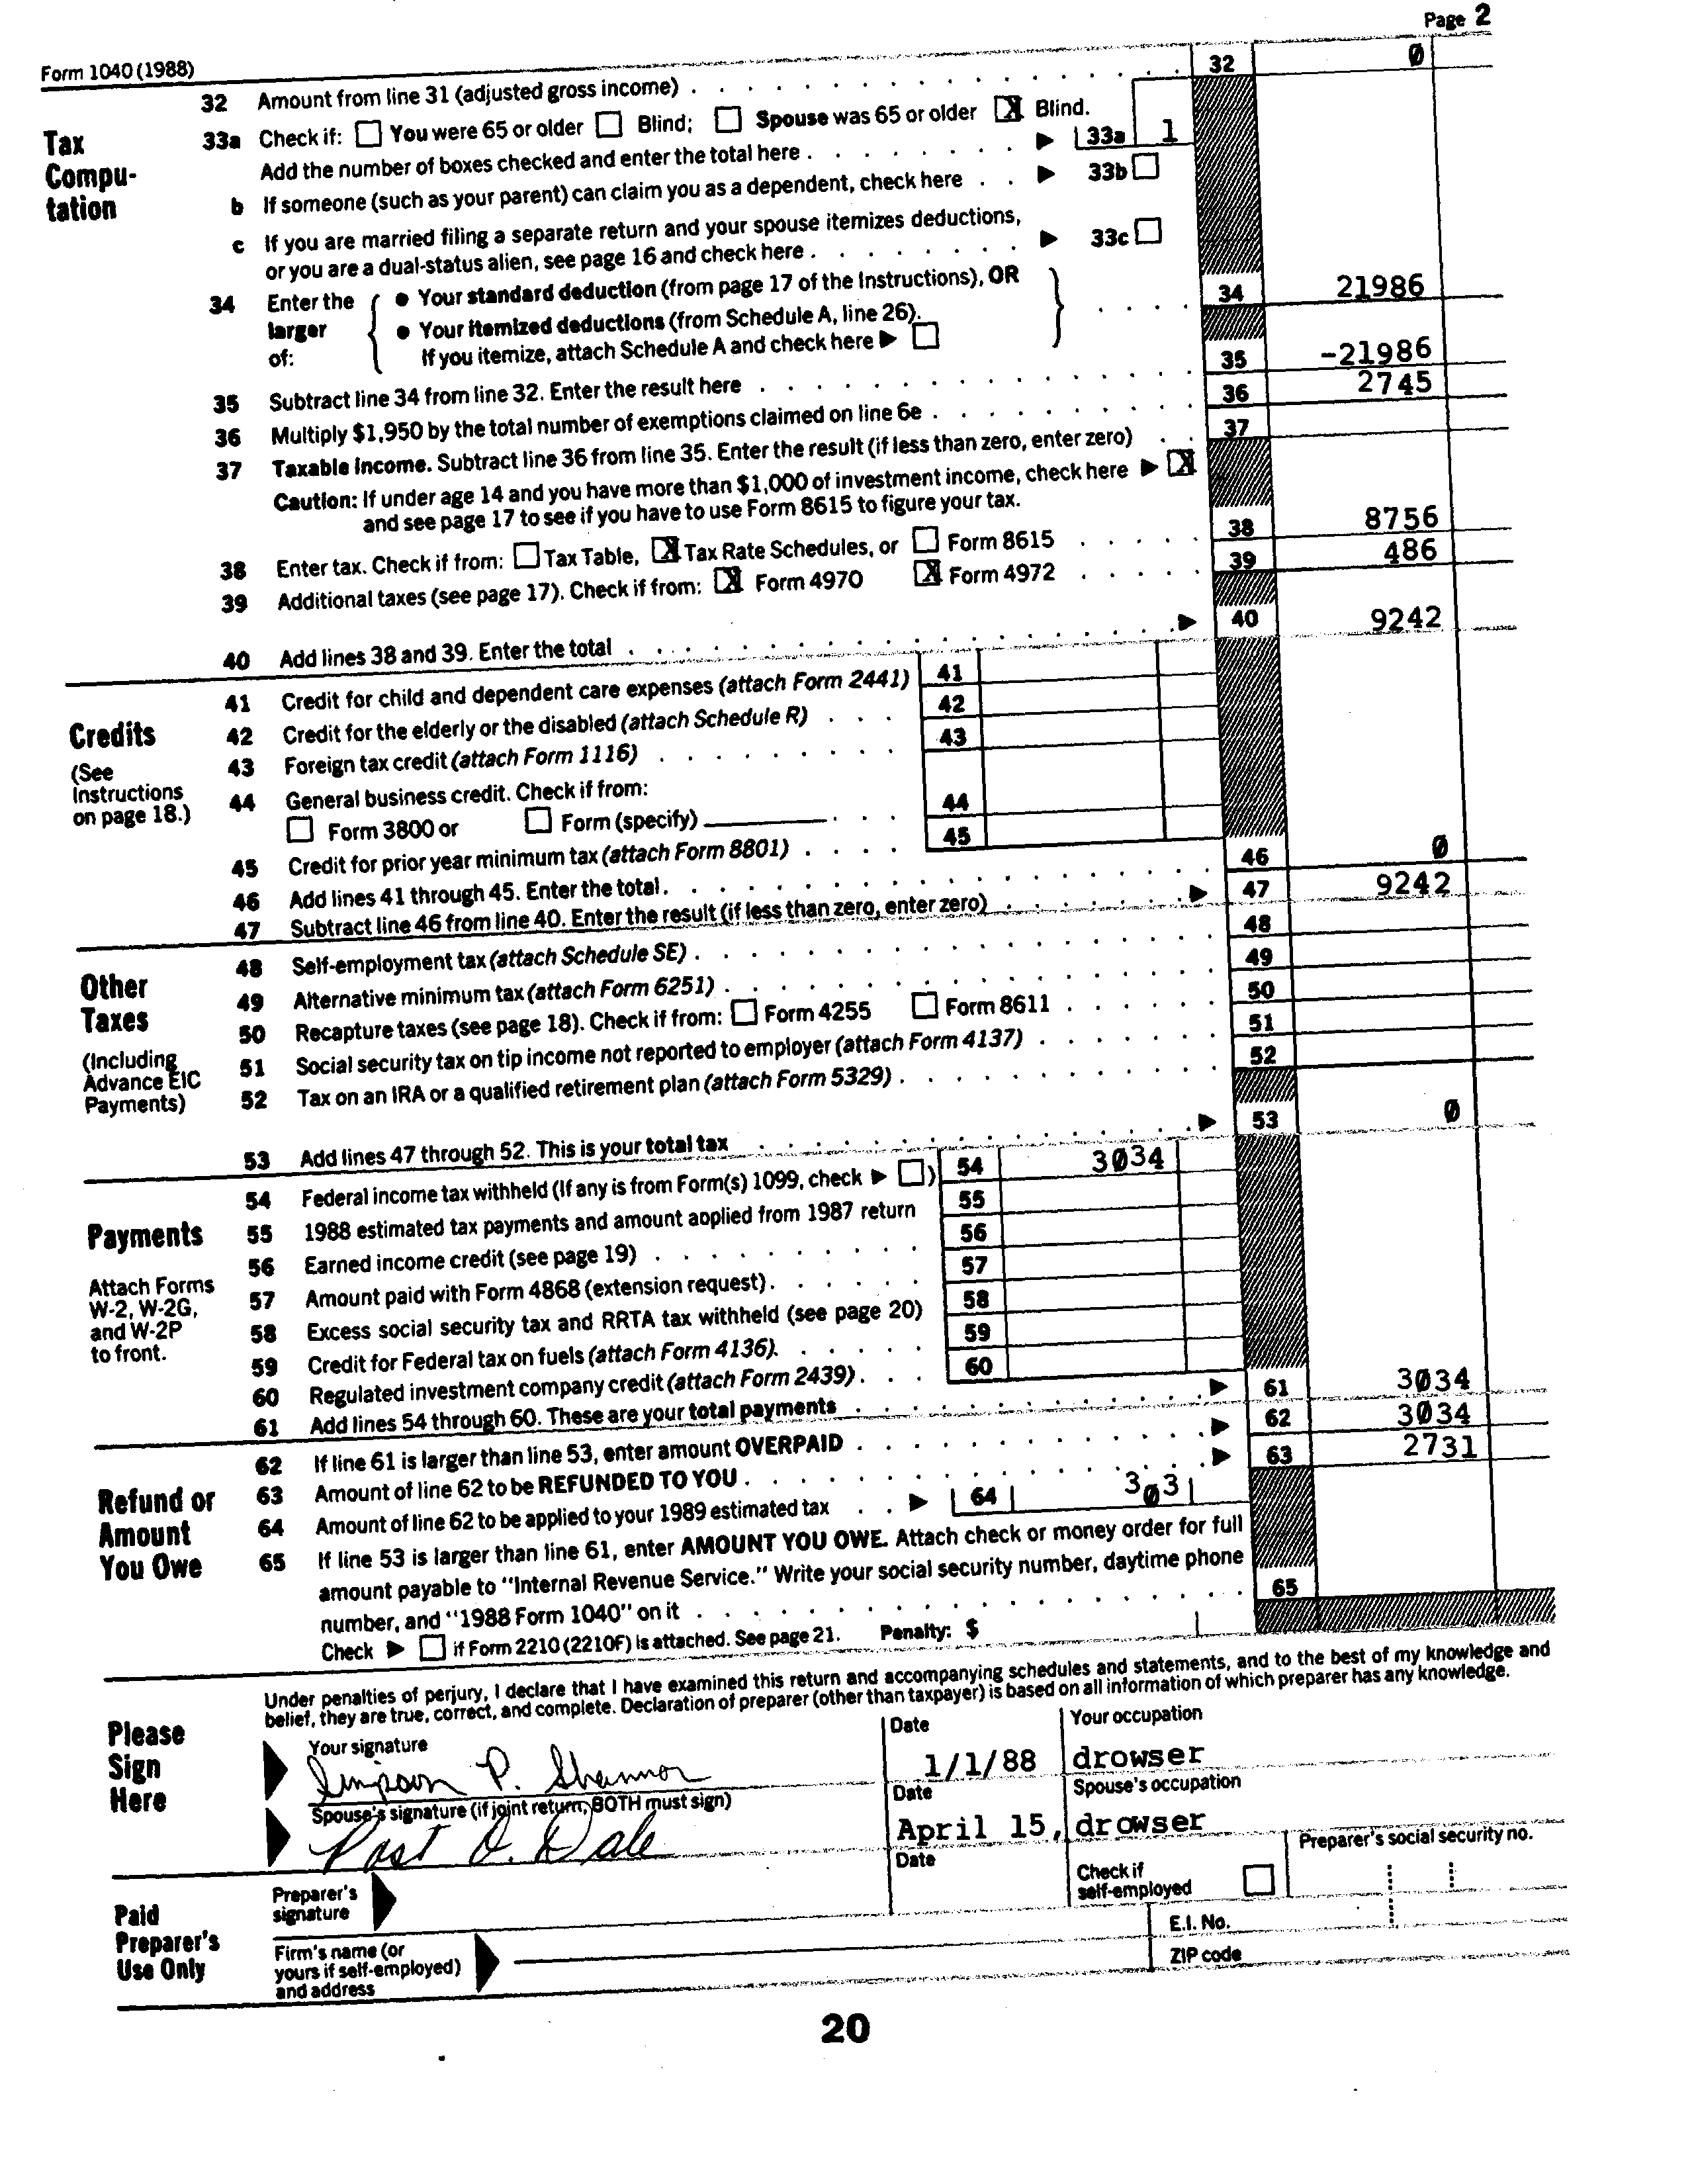 Page 2
Form 1040 (1988)
32 Amount from line 31 (adjusted gross income) 32 0
Tax Compu-tation
33a Check if: You were 65 or older Blind; Spouse was 65 or older X Blind.
Add the number of boxes checked and enter the total here 33a 1
b If someone (such as your parent) can claim you as a dependent, check here 33b
c If you are married filing a separate return and your spouse itemizes deductions,
or you are a dual-status alien, see page 16 and check here 33c
34 Enter the larger of:
• Your standard deduction (from page 17 of the Instructions), OR
• Your itemized deductions (from Schedule A, line 26).
If you itemize, attach Schedule A and check here
34 21986
35 Subtract line 34 from line 32. Enter the result here 35 -21986
36 Multiply $1,950 by the total number of exemptions claimed on line 6e 36 2745
37 Taxable income. Subtract line 36 from line 35. Enter the result (if less than zero, enter zero) 37
Caution: If under age 14 and you have more than $1,000 of investment income, check here X
and see page 17 to see if you have to use Form 8615 to figure your tax.
38 Enter tax. Check if from: Tax Table, X Tax Rate Schedules, or Form 8615 38 8756
39 Additional taxes (see page 17). Check if from: X Form 4970 X Form 4972 39 486
40 Add lines 38 and 39. Enter the total 40 9242
Credits
(See Instructions on page 18.)
41 Credit for child and dependent care expenses (attach Form 2441) 41
42 Credit for the elderly or the disabled (attach Schedule R) 42
43 Foreign tax credit (attach Form 1116) 43
44 General business credit. Check if from:
Form 3800 or Form (specify) 44
45 Credit for prior year minimum tax (attach Form 8801) 45
46 Add lines 41 through 45. Enter the total 46 0
47 Subtract line 46 from line 40. Enter the result (if less than zero, enter zero) 47 9242
Other Taxes
(Including Advance EIC Payments)
48 Self-employment tax (attach Schedule SE) 48
49 Alternative minimum tax (attach Form 6251) 49
50 Recapture taxes (see page 18). Check if from: Form 4255 Form 8611 50
51 Social security tax on tip income not reported to employer (attach Form 4137) 51
52 Tax on an IRA or a qualified retirement plan (attach Form 5329) 52
53 Add lines 47 through 52. This is your total tax 53 0
Payments
Attach Forms W-2, W-2G, and W-2P to front.
54 Federal income tax withheld (If any is from Form(s) 1099, check ) 54 3034
55 1988 estimated tax payments and amount applied from 1987 return 55
56 Earned income credit (see page 19) 56
57 Amount paid with Form 4868 (extension request) 57
58 Excess social security tax and RRTA tax withheld (see page 20) 58
59 Credit for Federal tax on fuels (attach Form 4136). 59
60 Regulated investment company credit (attach Form 2439) 60
61 Add lines 54 through 60. These are your total payments 61 3034
Refund or Amount You Owe
62 If line 61 is larger than line 53, enter amount OVERPAID 62 3034
63 Amount of line 62 to be REFUNDED TO YOU 63 2731
64 Amount of line 62 to be applied to your 1989 estimated tax 64 303
65 If line 53 is larger than line 61, enter AMOUNT YOU OWE. Attach check or money order for full
amount payable to "Internal Revenue Service." Write your social security number, daytime phone
number, and "1988 Form 1040" on it 65
Check if Form 2210 (2210F) is attached. See page 21. Penalty: $
Please Sign Here
Under penalties of perjury, I declare that I have examined this return and accompanying schedules and statements, and to the best of my knowledge and
belief, they are true, correct, and complete. Declaration of preparer (other than taxpayer) is based on all information of which preparer has any knowledge.
Your signature Date Your occupation
Simpson P. Shannor 1/1/88 drowser
Spouse's signature (if joint return, BOTH must sign) Date Spouse's occupation
Past O. Dale April 15, drowser
Paid Preparer's Use Only
Preparer's signature Date Check if self-employed Preparer's social security no.
Firm's name (or yours if self-employed) and address
E.I. No.
ZIP code
20